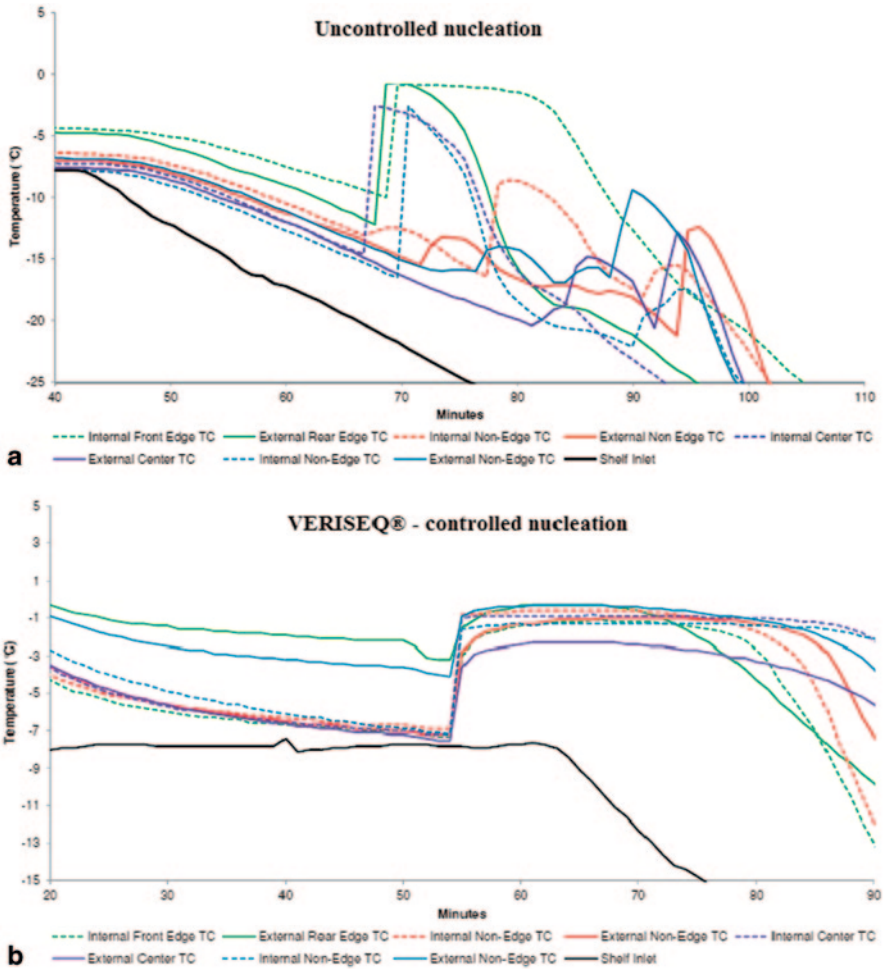 Uncontrolled nucleation
Temperature (°C)
5
0
-5
-10
-15
-20
-25
40 50 60 70 80 90 100 110
Minutes
Internal Front Edge TC External Rear Edge TC Internal Non-Edge TC External Non Edge TC Internal Center TC
External Center TC Internal Non-Edge TC External Non-Edge TC Shelf Inlet
a
VERISEQ® - controlled nucleation
Temperature (°C)
5
3
1
-1
-3
-5
-7
-9
-11
-13
-15
20 30 40 50 60 70 80 90
Minutes
Internal Front Edge TC External Rear Edge TC Internal Non-Edge TC External Non-Edge TC Internal Center TC
External Center TC Internal Non-Edge TC External Non-Edge TC Shelf Inlet
b